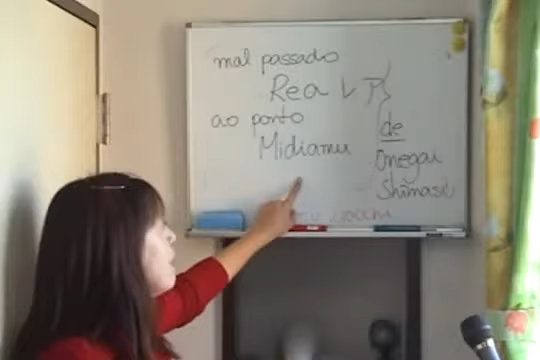 mal passado
Rea レア
ao ponto
Midiamu
de
Onegai
Shimasu